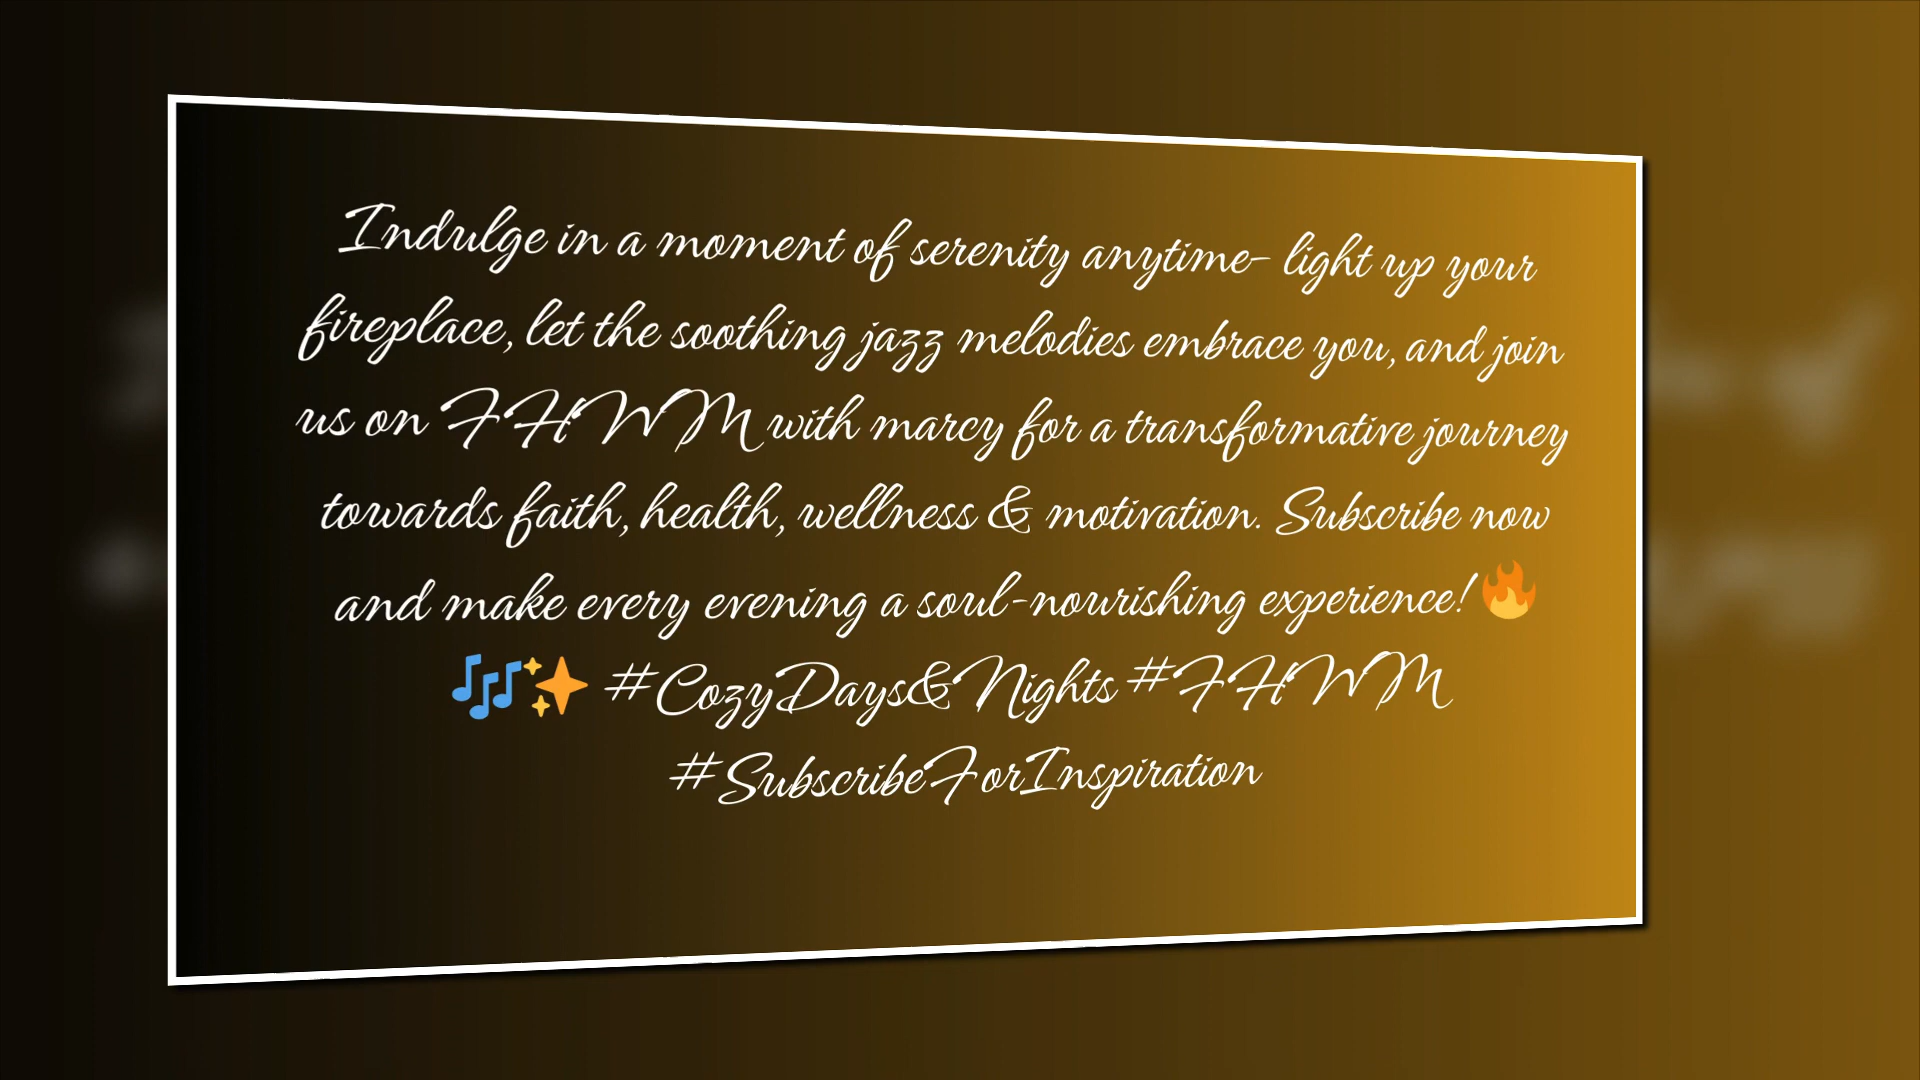 Indulge in a moment of serenity anytime- light up your
fireplace, let the soothing jazz melodies embrace you, and join
us on FHWM with marcy for a transformative journey
towards faith, health, wellness & motivation. Subscribe now
and make every evening a soul-nourishing experience! 🔥
🎶✨ #CozyDays&Nights #FHWM
#SubscribeForInspiration